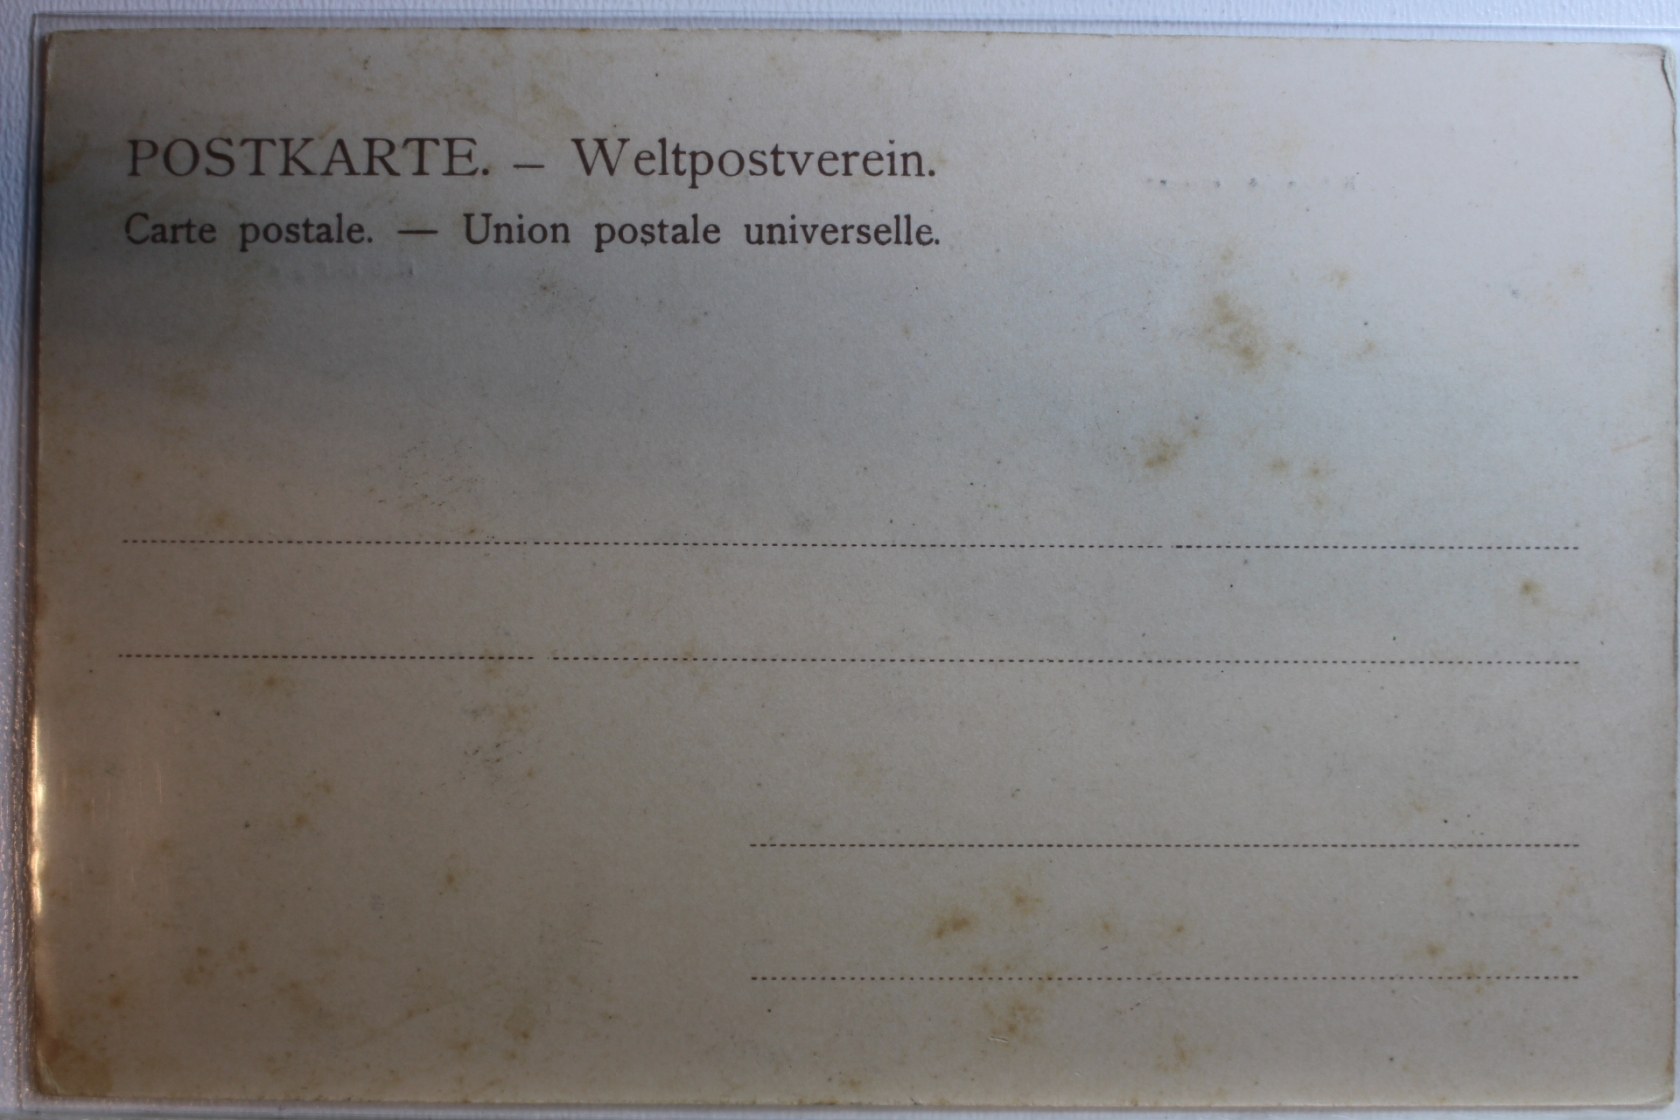 POSTKARTE. – Weltpostverein.
Carte postale. — Union postale universelle.